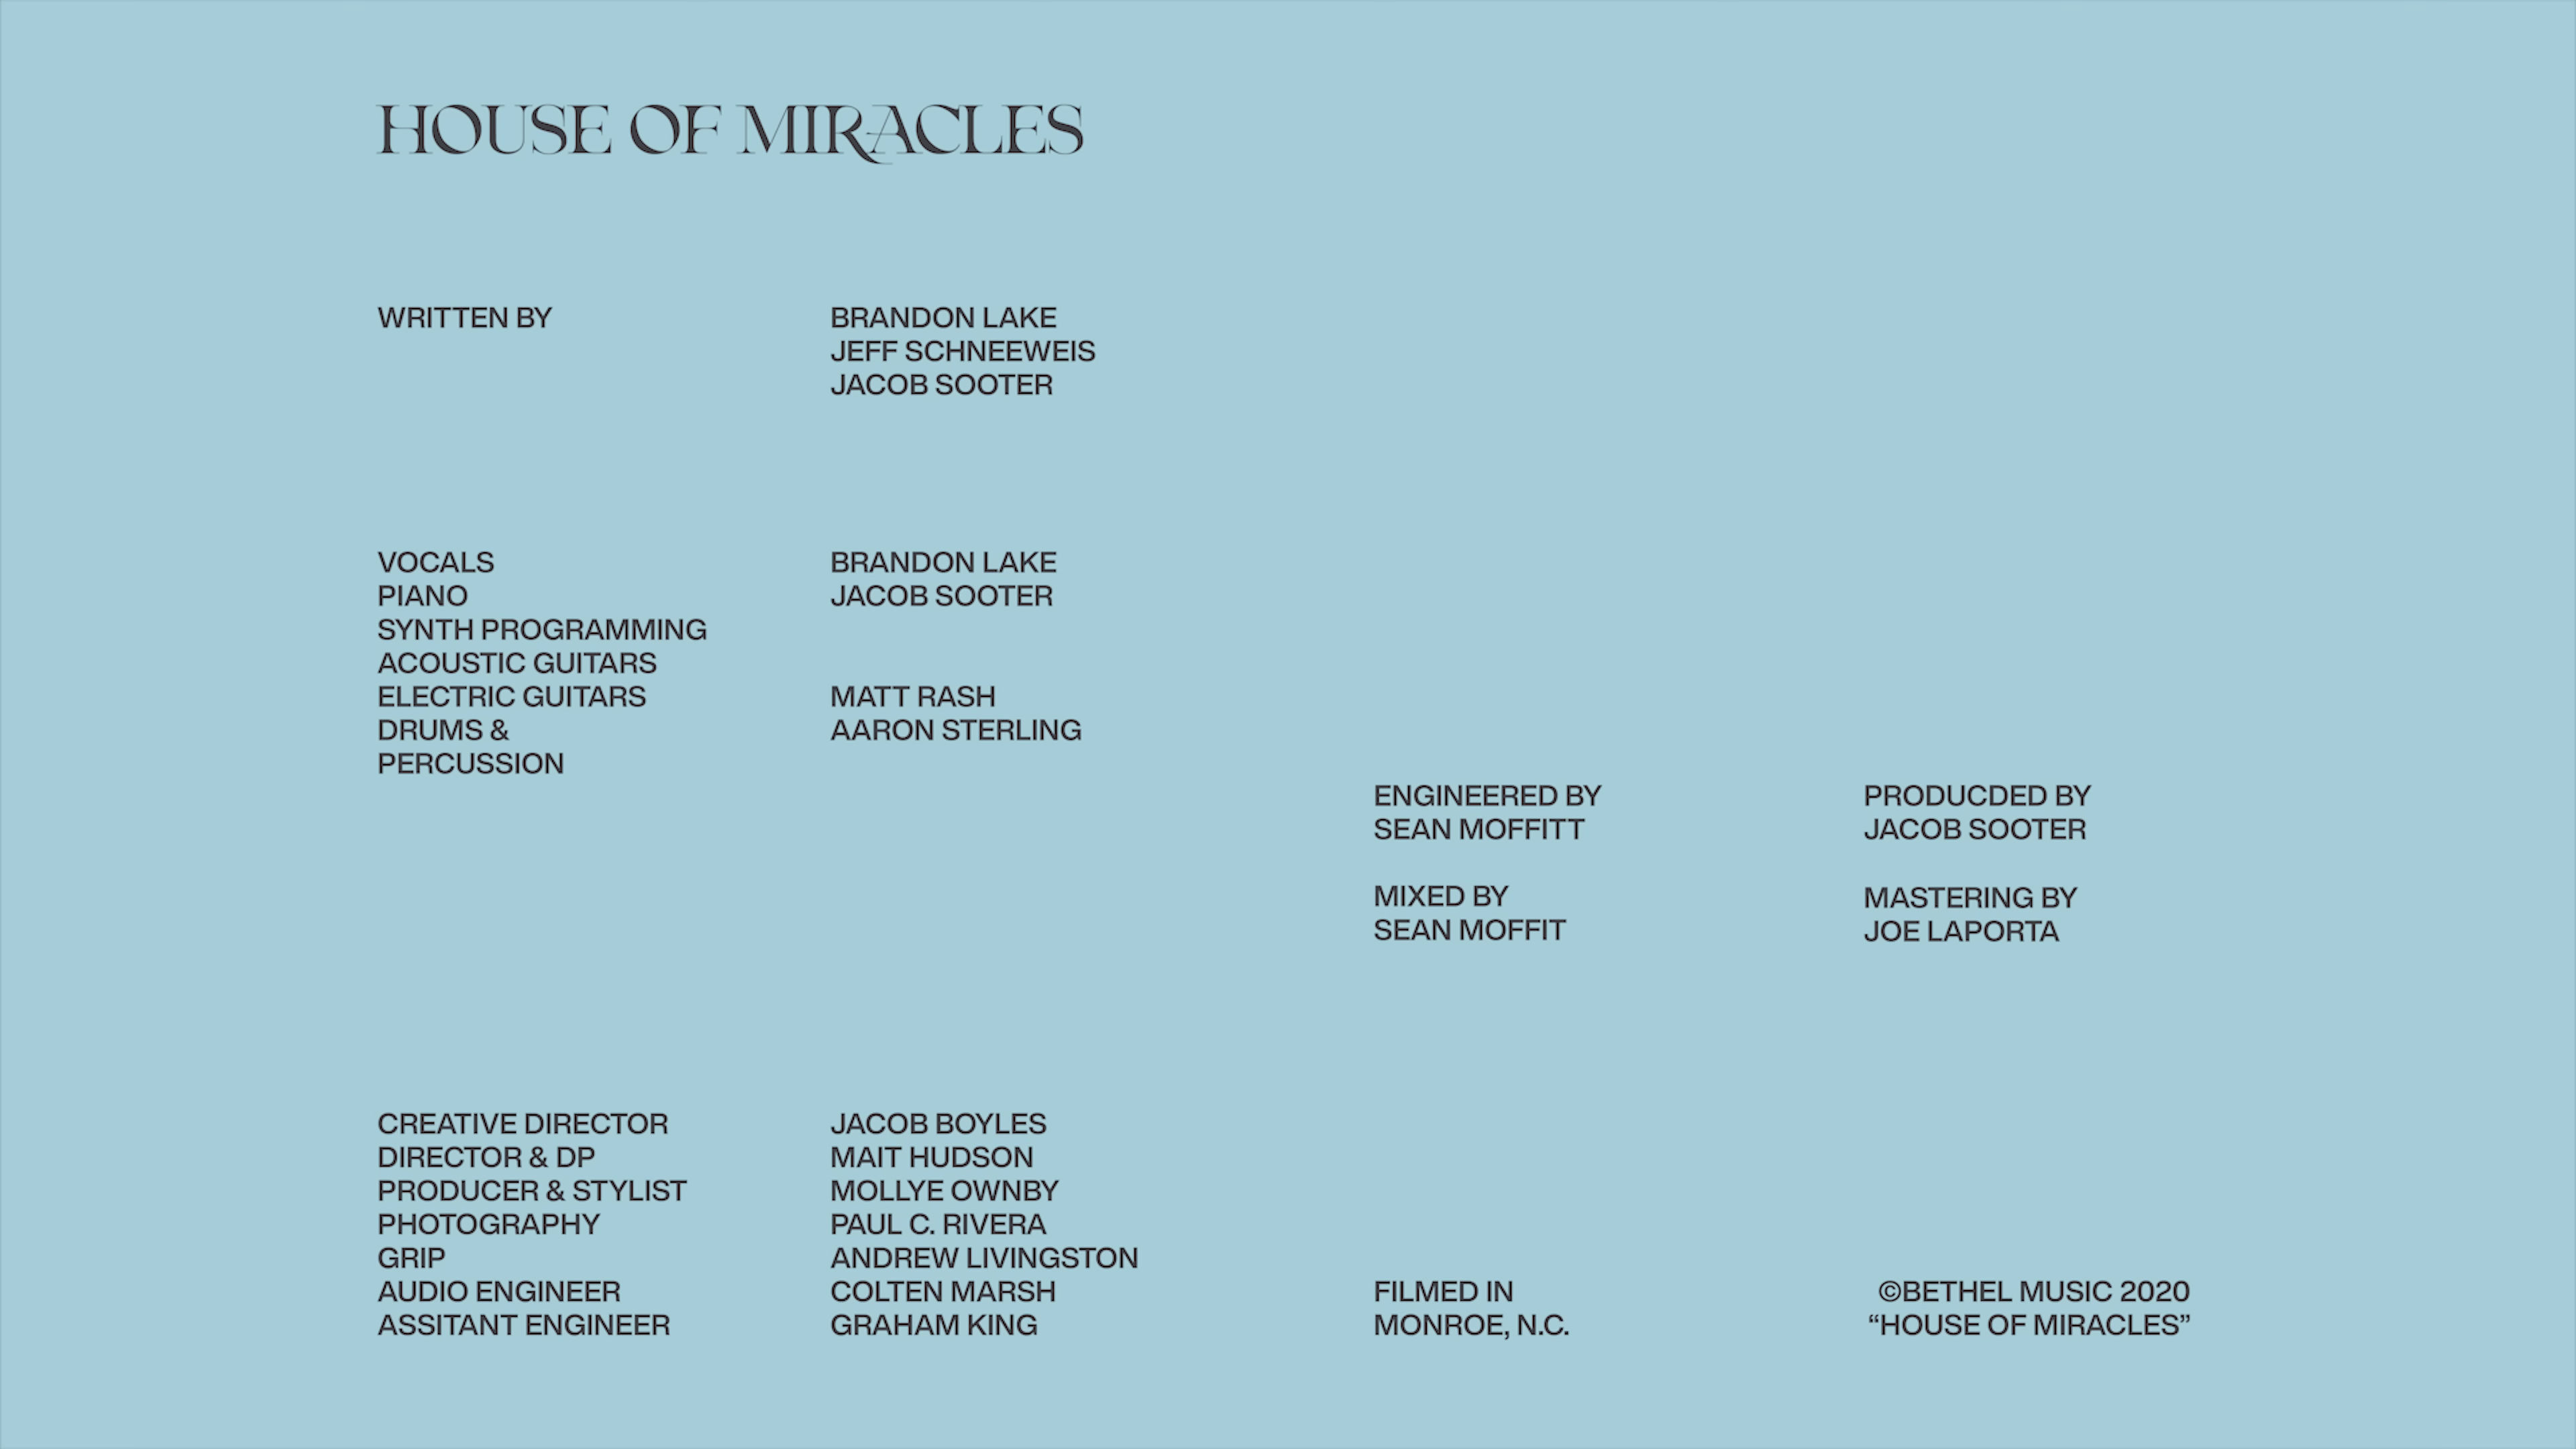 HOUSE OF MIRACLES
WRITTEN BY
BRANDON LAKE
JEFF SCHNEEWEIS
JACOB SOOTER
VOCALS
PIANO
SYNTH PROGRAMMING
ACOUSTIC GUITARS
ELECTRIC GUITARS
DRUMS &
PERCUSSION
BRANDON LAKE
JACOB SOOTER
MATT RASH
AARON STERLING
ENGINEERED BY
SEAN MOFFITT
MIXED BY
SEAN MOFFIT
PRODUCDED BY
JACOB SOOTER
MASTERING BY
JOE LAPORTA
CREATIVE DIRECTOR
DIRECTOR & DP
PRODUCER & STYLIST
PHOTOGRAPHY
GRIP
AUDIO ENGINEER
ASSITANT ENGINEER
JACOB BOYLES
MAIT HUDSON
MOLLYE OWNBY
PAUL C. RIVERA
ANDREW LIVINGSTON
COLTEN MARSH
GRAHAM KING
FILMED IN
MONROE, N.C.
©BETHEL MUSIC 2020
“HOUSE OF MIRACLES”